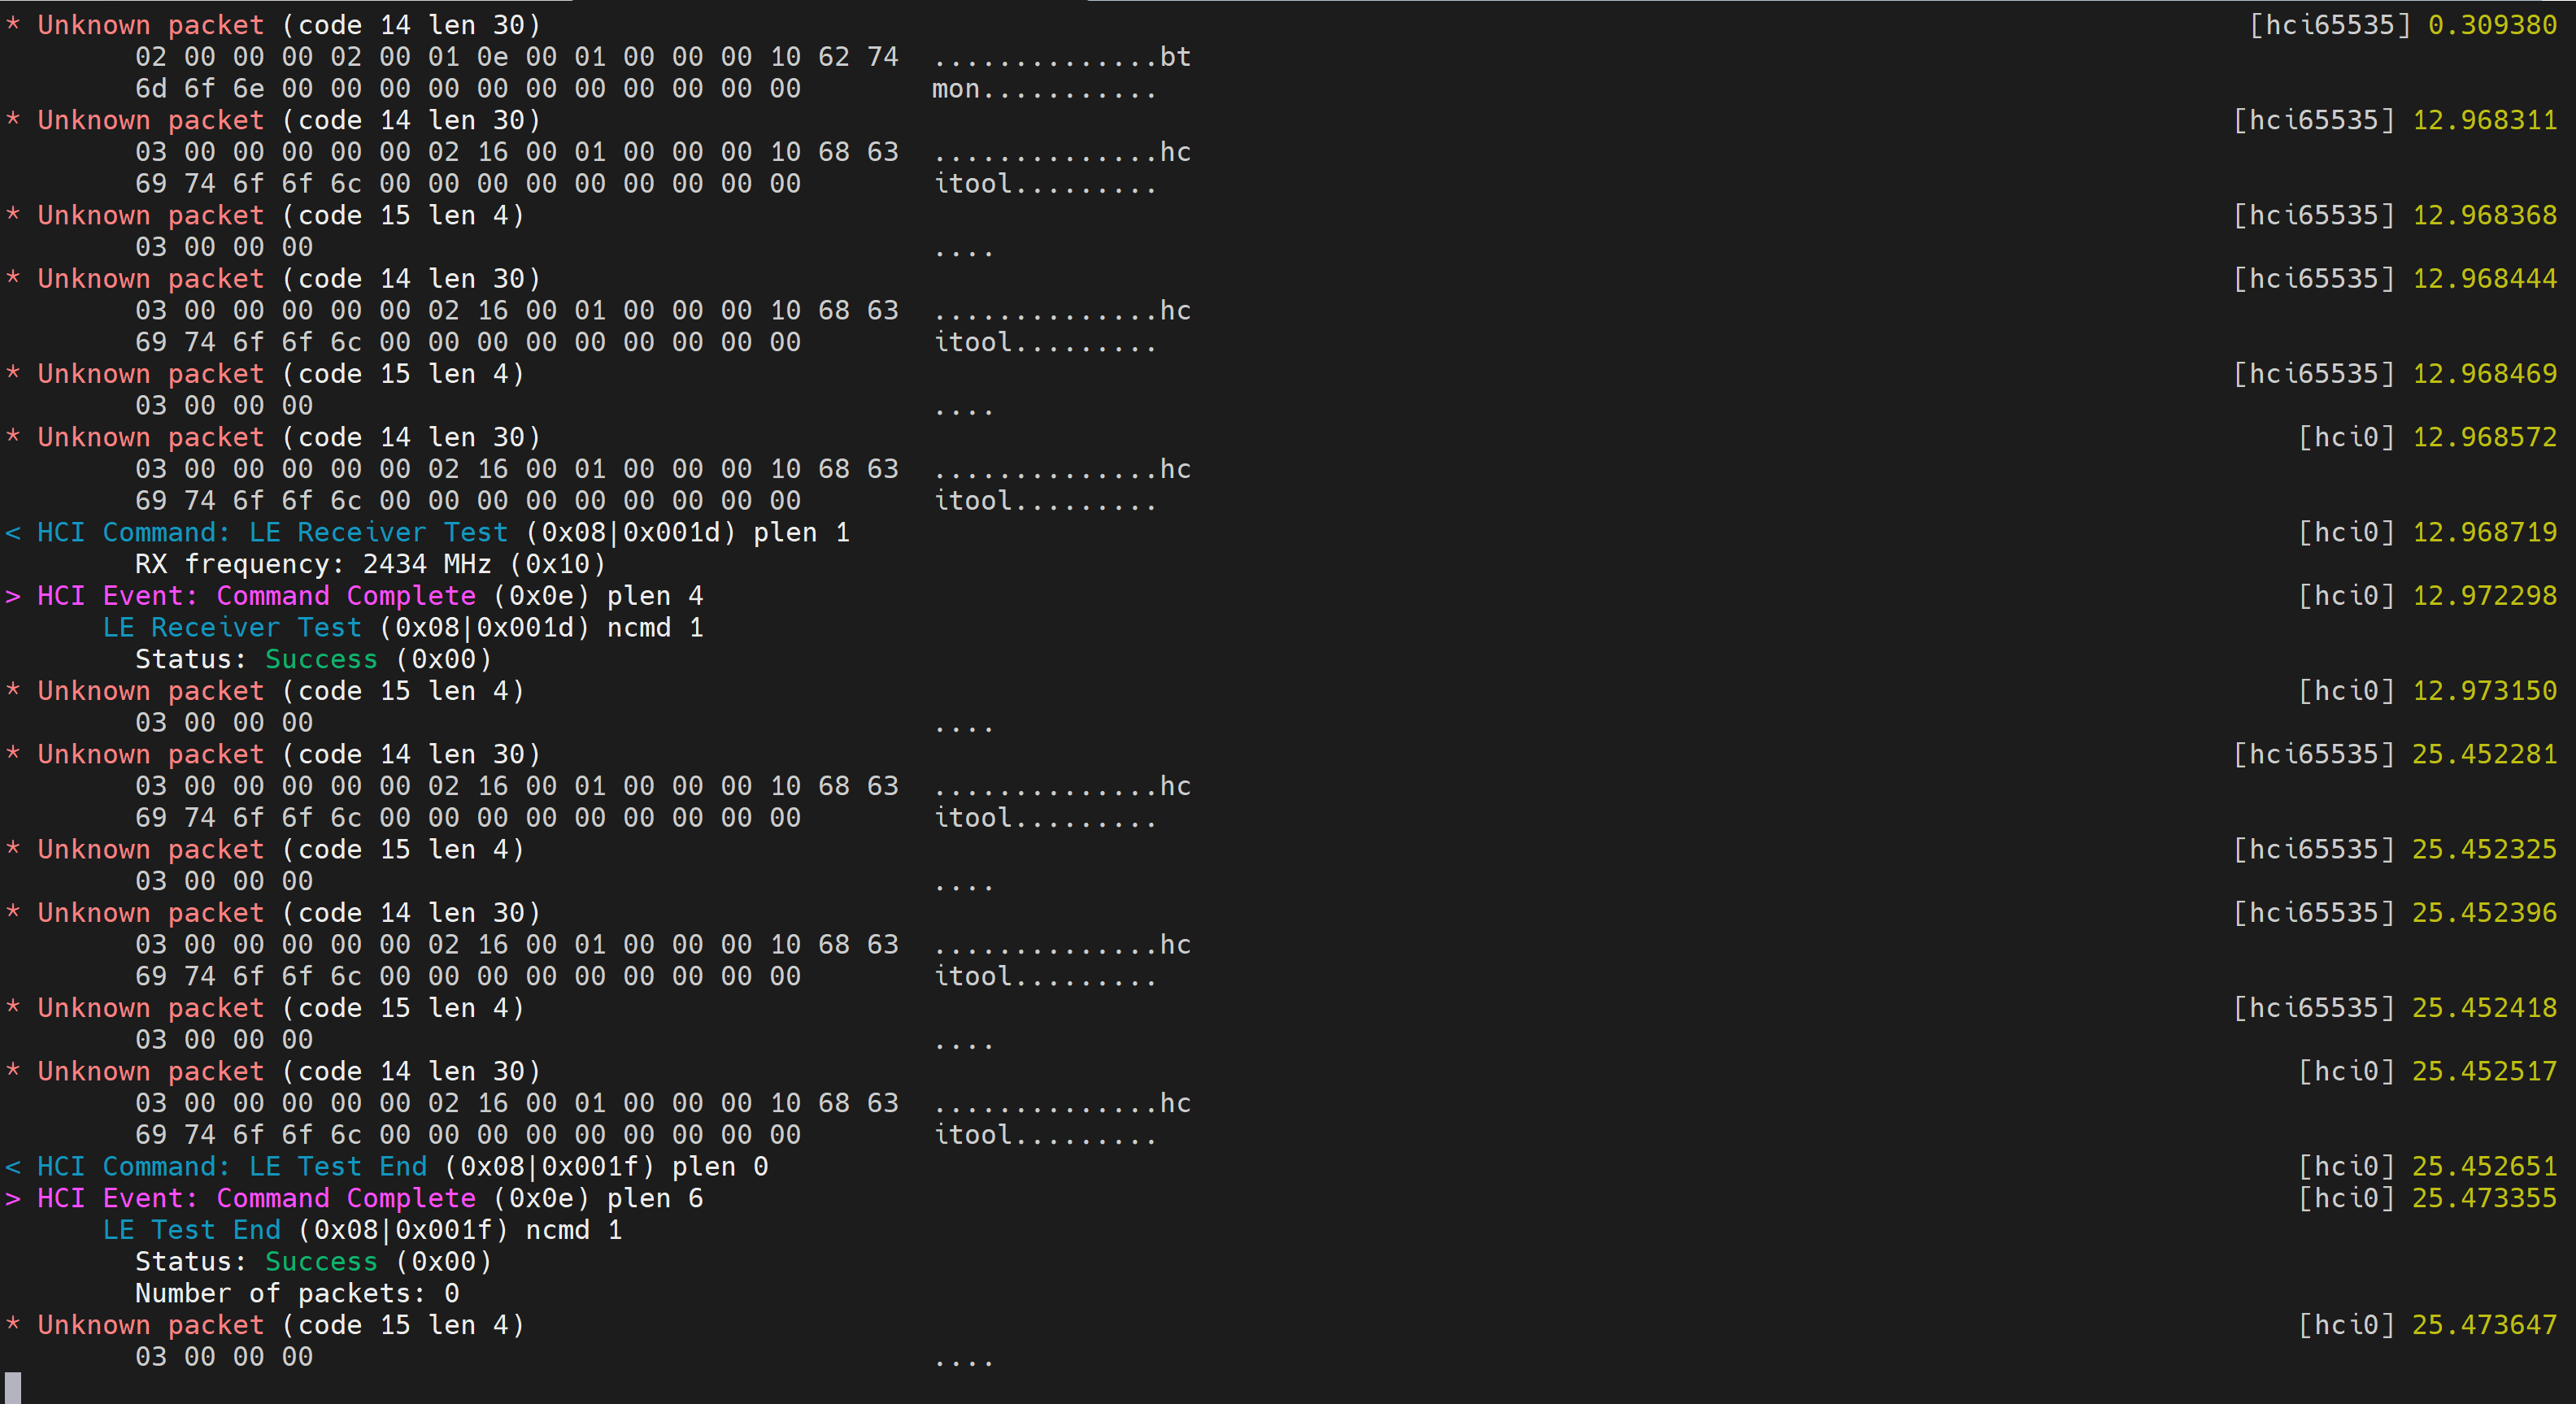 * Unknown packet (code 14 len 30) [hci65535] 0.309380
02 00 00 00 02 00 01 0e 00 01 00 00 00 10 62 74 ..............bt
6d 6f 6e 00 00 00 00 00 00 00 00 00 00 00 mon...........
* Unknown packet (code 14 len 30) [hci65535] 12.968311
03 00 00 00 00 00 02 16 00 01 00 00 00 10 68 63 ..............hc
69 74 6f 6f 6c 00 00 00 00 00 00 00 00 00 itool.........
* Unknown packet (code 15 len 4) [hci65535] 12.968368
03 00 00 00 ....
* Unknown packet (code 14 len 30) [hci65535] 12.968444
03 00 00 00 00 00 02 16 00 01 00 00 00 10 68 63 ..............hc
69 74 6f 6f 6c 00 00 00 00 00 00 00 00 00 itool.........
* Unknown packet (code 15 len 4) [hci65535] 12.968469
03 00 00 00 ....
* Unknown packet (code 14 len 30) [hci0] 12.968572
03 00 00 00 00 00 02 16 00 01 00 00 00 10 68 63 ..............hc
69 74 6f 6f 6c 00 00 00 00 00 00 00 00 00 itool.........
< HCI Command: LE Receiver Test (0x08|0x001d) plen 1 [hci0] 12.968719
RX frequency: 2434 MHz (0x10)
> HCI Event: Command Complete (0x0e) plen 4 [hci0] 12.972298
LE Receiver Test (0x08|0x001d) ncmd 1
Status: Success (0x00)
* Unknown packet (code 15 len 4) [hci0] 12.973150
03 00 00 00 ....
* Unknown packet (code 14 len 30) [hci65535] 25.452281
03 00 00 00 00 00 02 16 00 01 00 00 00 10 68 63 ..............hc
69 74 6f 6f 6c 00 00 00 00 00 00 00 00 00 itool.........
* Unknown packet (code 15 len 4) [hci65535] 25.452325
03 00 00 00 ....
* Unknown packet (code 14 len 30) [hci65535] 25.452396
03 00 00 00 00 00 02 16 00 01 00 00 00 10 68 63 ..............hc
69 74 6f 6f 6c 00 00 00 00 00 00 00 00 00 itool.........
* Unknown packet (code 15 len 4) [hci65535] 25.452418
03 00 00 00 ....
* Unknown packet (code 14 len 30) [hci0] 25.452517
03 00 00 00 00 00 02 16 00 01 00 00 00 10 68 63 ..............hc
69 74 6f 6f 6c 00 00 00 00 00 00 00 00 00 itool.........
< HCI Command: LE Test End (0x08|0x001f) plen 0 [hci0] 25.452651
> HCI Event: Command Complete (0x0e) plen 6 [hci0] 25.473355
LE Test End (0x08|0x001f) ncmd 1
Status: Success (0x00)
Number of packets: 0
* Unknown packet (code 15 len 4) [hci0] 25.473647
03 00 00 00 ....